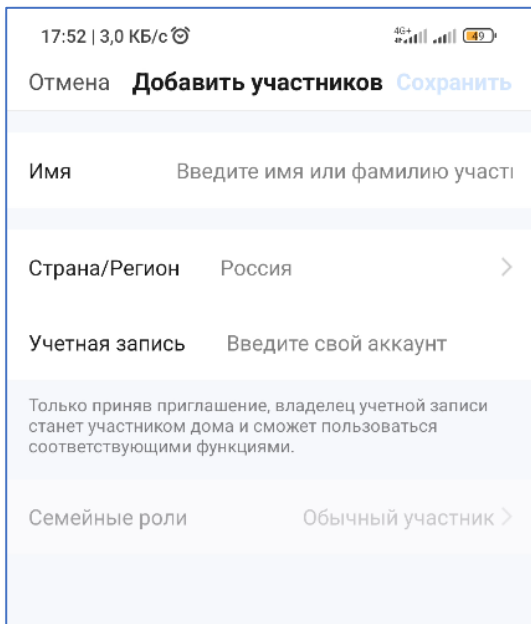 17:52 | 3,0 КБ/с
4G+ 49
Отмена Добавить участников Сохранить
Имя Введите имя или фамилию участ
Страна/Регион Россия
Учетная запись Введите свой аккаунт
Только приняв приглашение, владелец учетной записи
станет участником дома и сможет пользоваться
соответствующими функциями.
Семейные роли Обычный участник